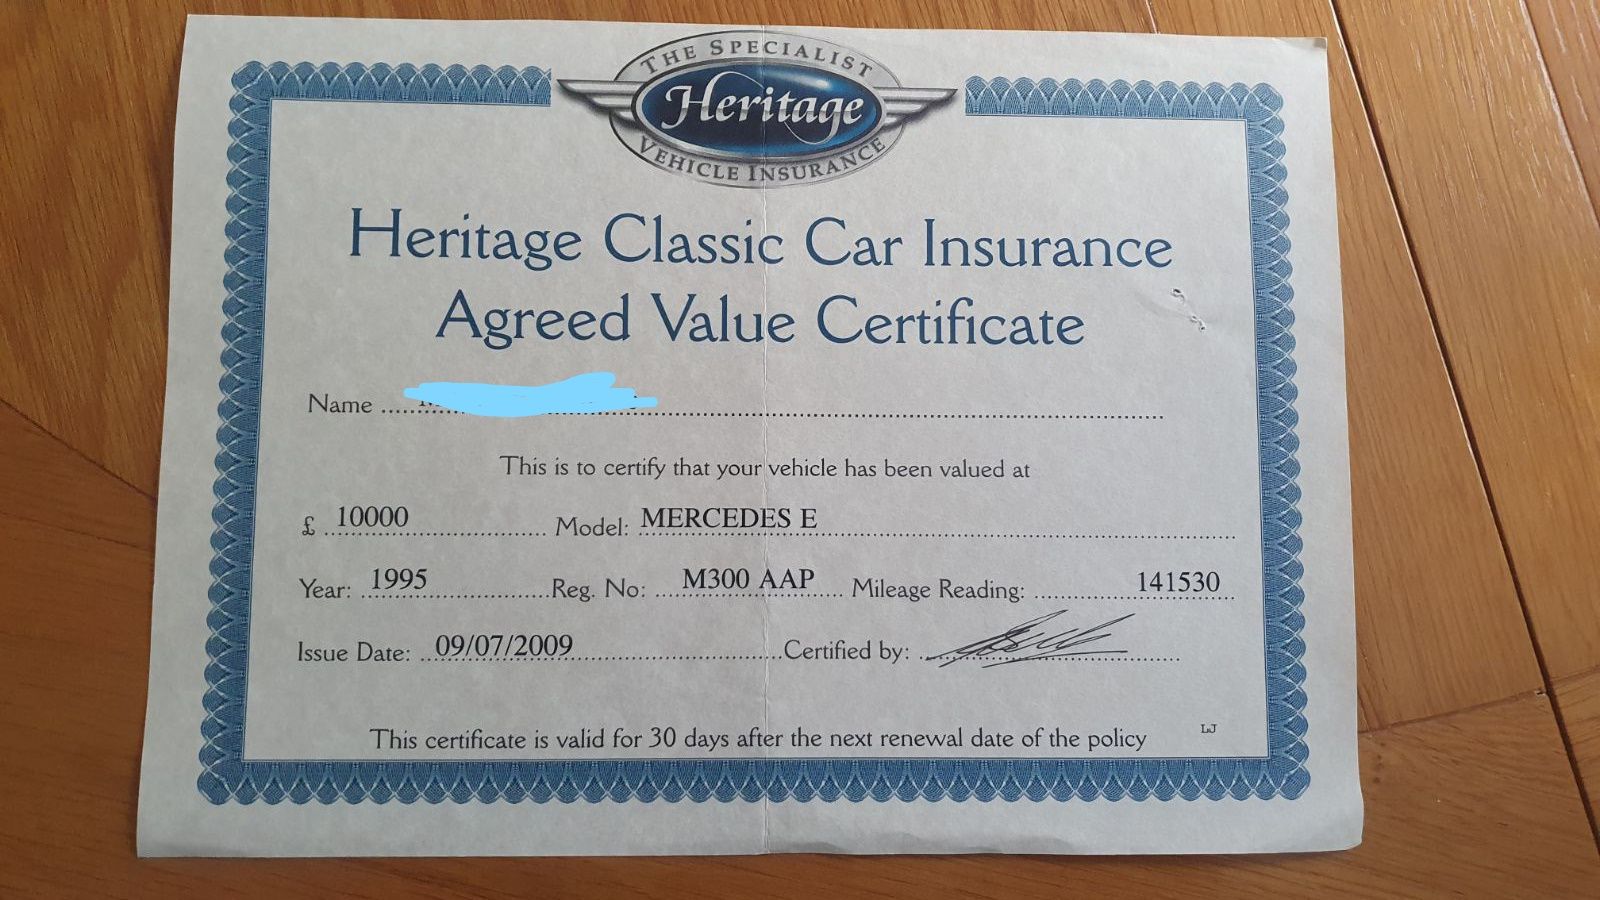 THE SPECIALIST
Heritage
VEHICLE INSURANCE
Heritage Classic Car Insurance
Agreed Value Certificate
Name
This is to certify that your vehicle has been valued at
£ 10000 Model: MERCEDES E
Year: 1995 Reg. No: M300 AAP Mileage Reading: 141530
Issue Date: 09/07/2009 Certified by:
This certificate is valid for 30 days after the next renewal date of the policy
LJ